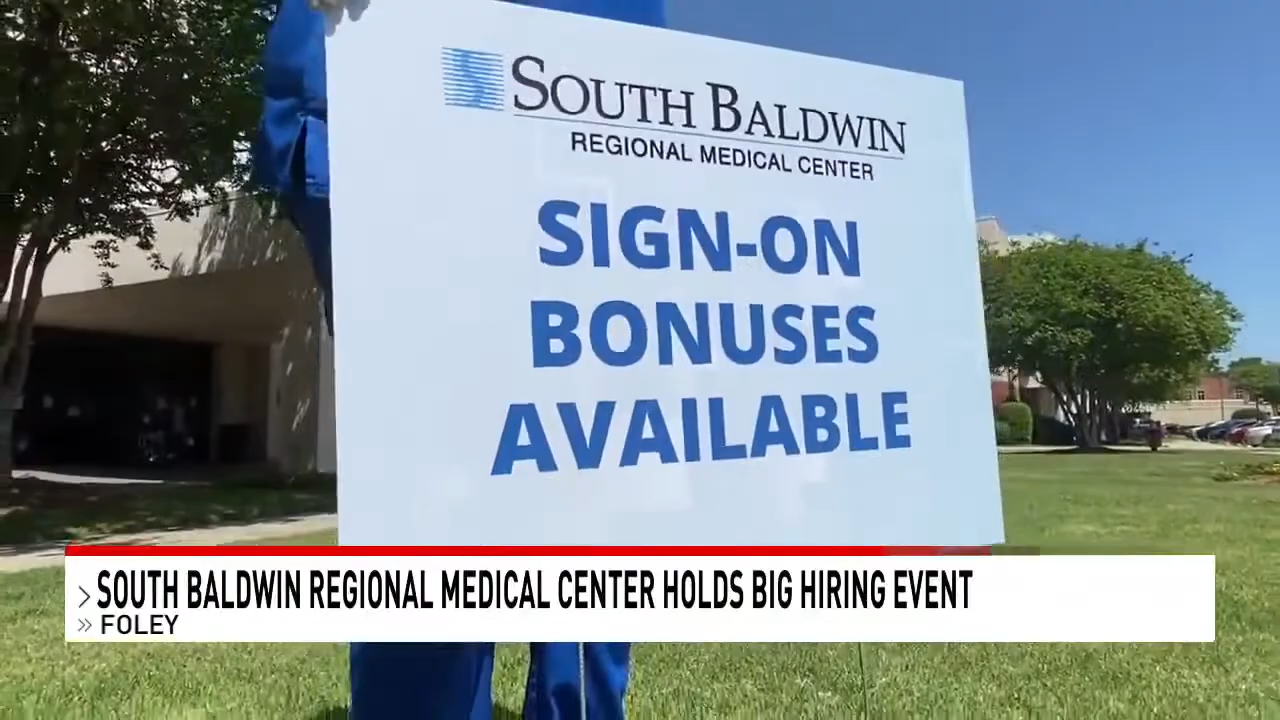 SOUTH BALDWIN
REGIONAL MEDICAL CENTER
SIGN-ON
BONUSES
AVAILABLE
SOUTH BALDWIN REGIONAL MEDICAL CENTER HOLDS BIG HIRING EVENT
FOLEY